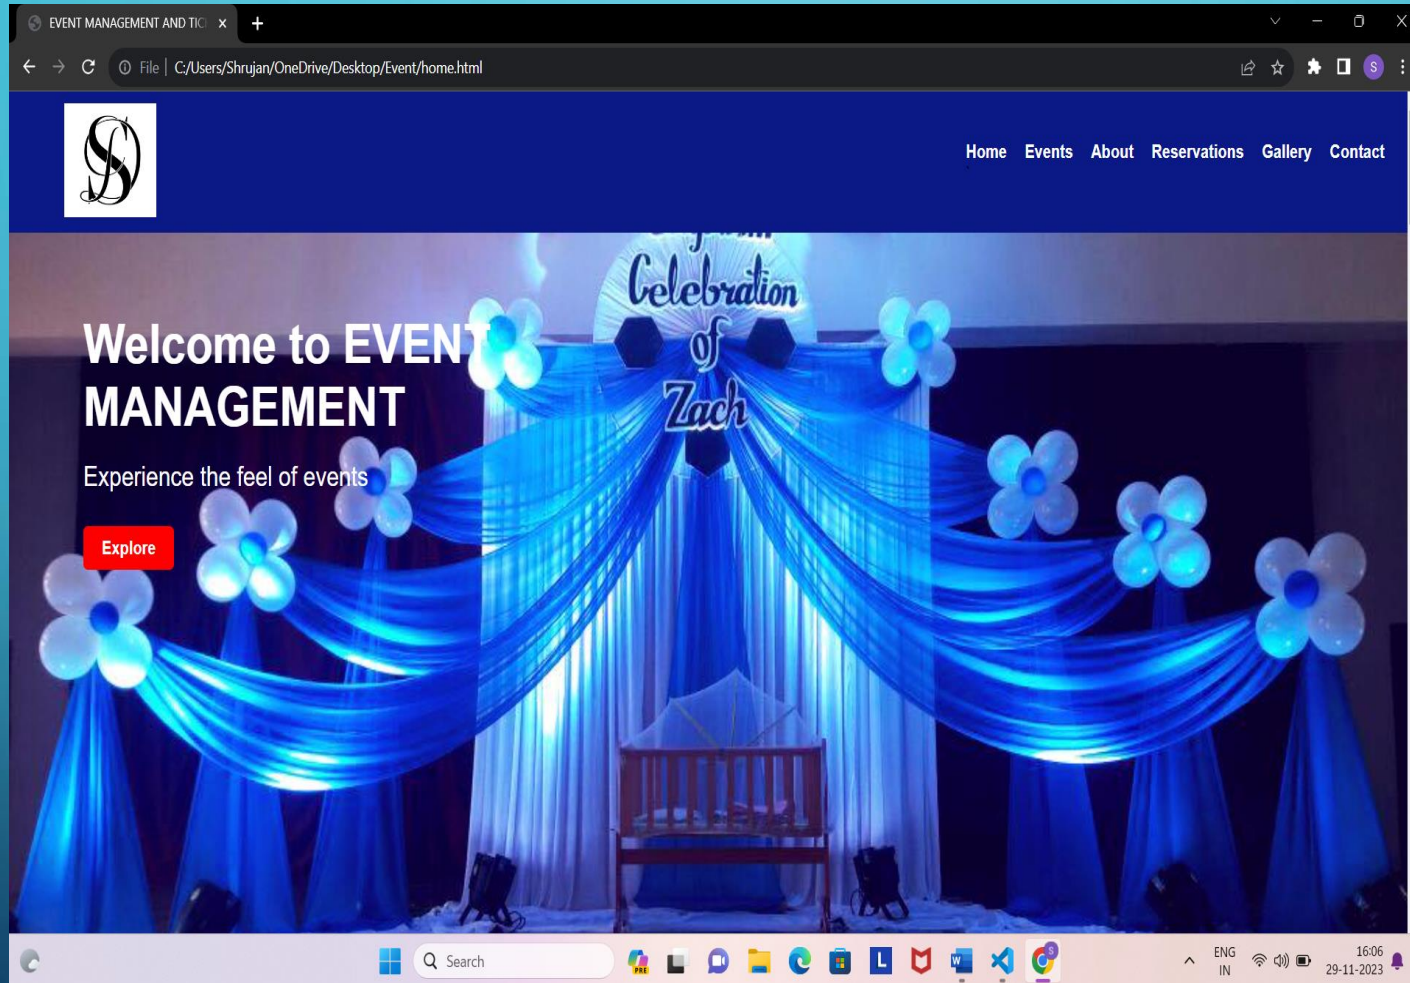 EVENT MANAGEMENT AND TIC
File | C:/Users/Shrujan/OneDrive/Desktop/Event/home.html
S
Home Events About Reservations Gallery Contact
Celebration
of
Zach
Welcome to EVENT
MANAGEMENT
Experience the feel of events
Explore
Search
PRE
L
W
S
ENG
IN
16:06
29-11-2023